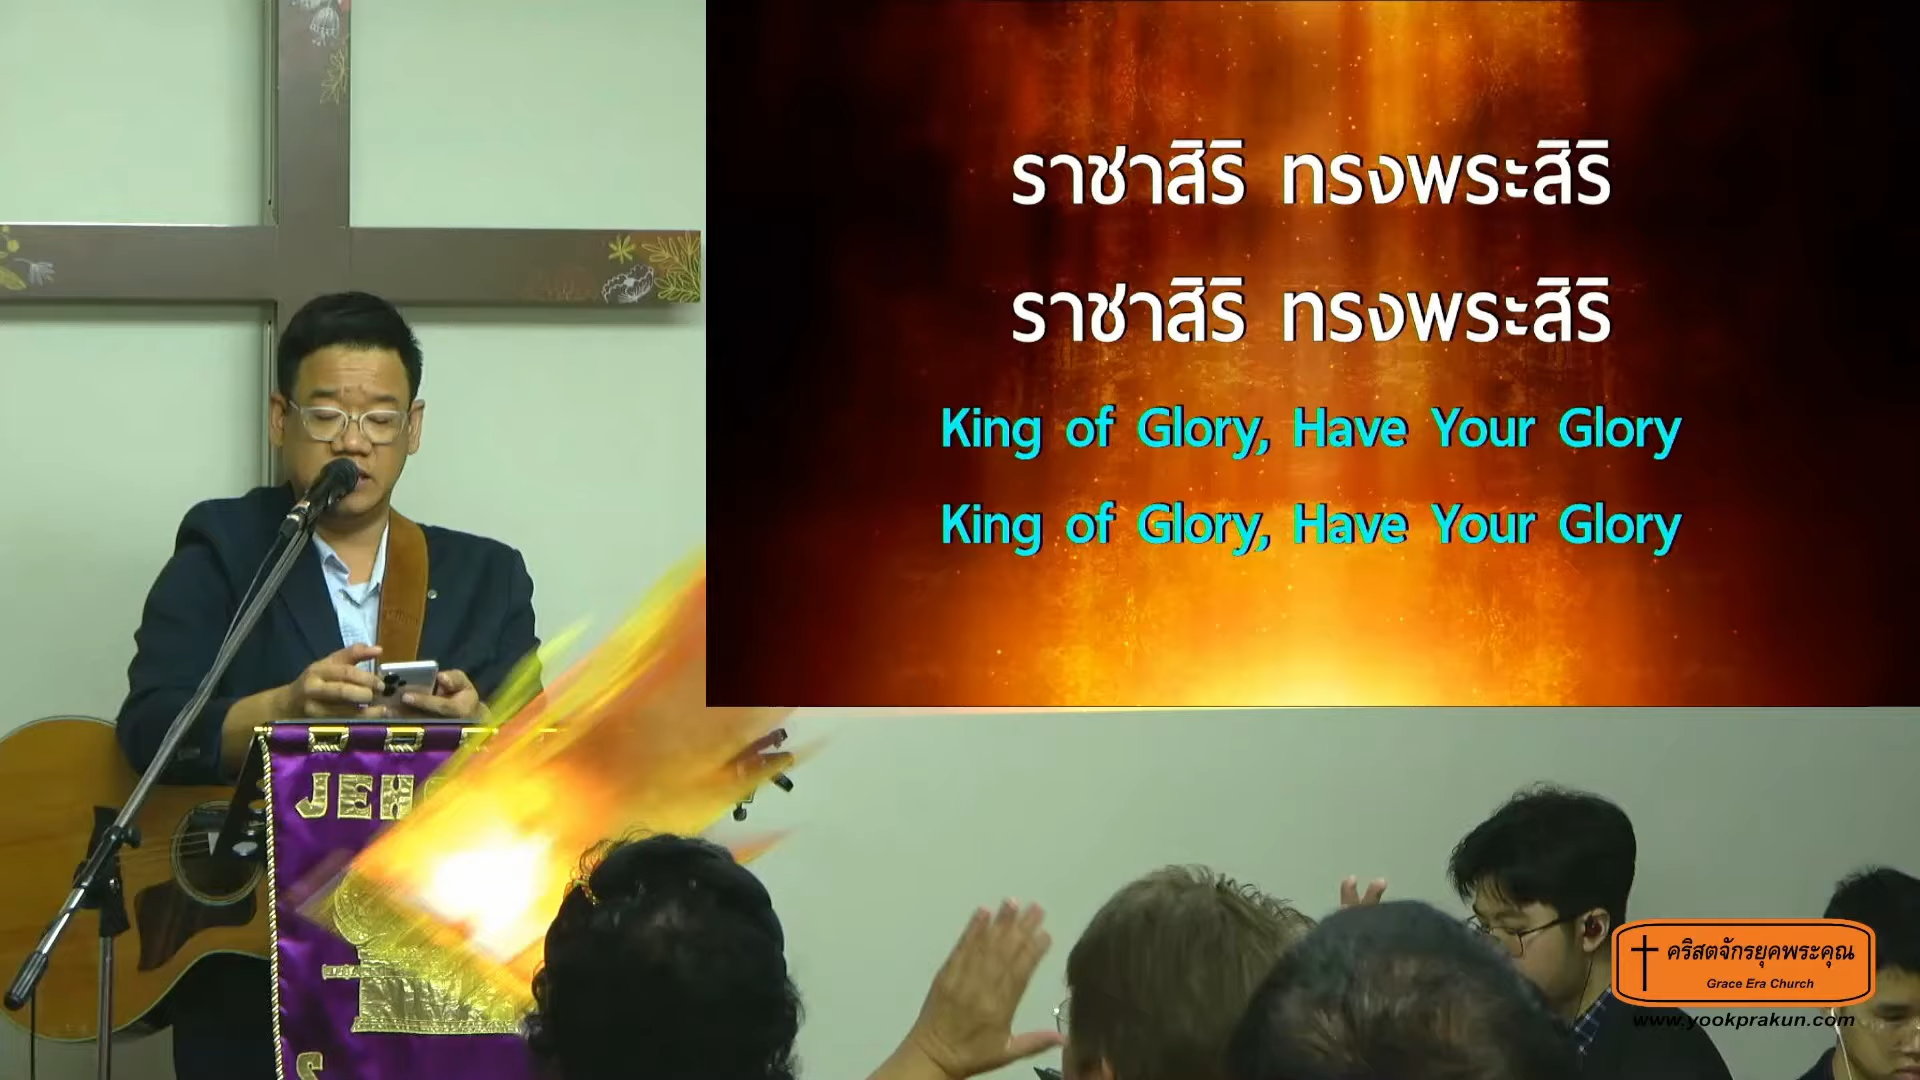 ราชาสิริ ทรงพระสิริ
ราชาสิริ ทรงพระสิริ
King of Glory, Have Your Glory
King of Glory, Have Your Glory
JEH
S
คริสตจักรยุคพระคุณ
Grace Era Church
www.yookprakun.com